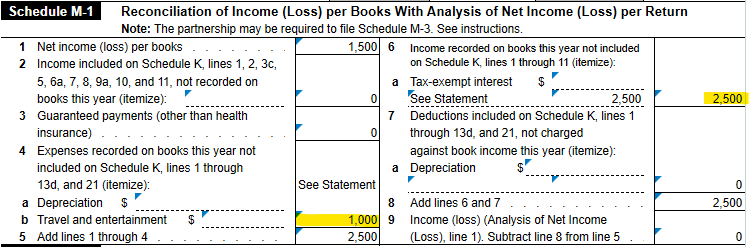 Schedule M-1 Reconciliation of Income (Loss) per Books With Analysis of Net Income (Loss) per Return
Note: The partnership may be required to file Schedule M-3. See instructions.
1 Net income (loss) per books . . . . . . . 1,500
2 Income included on Schedule K, lines 1, 2, 3c,
5, 6a, 7, 8, 9a, 10, and 11, not recorded on
books this year (itemize): 0
3 Guaranteed payments (other than health
insurance) . . . . . . . . . . . 0
4 Expenses recorded on books this year not
included on Schedule K, lines 1 through
13d, and 21 (itemize): See Statement
a Depreciation $
b Travel and entertainment $ 1,000
5 Add lines 1 through 4 . . . . . . . . 2,500
6 Income recorded on books this year not included
on Schedule K, lines 1 through 11 (itemize):
a Tax-exempt interest $
See Statement 2,500 2,500
7 Deductions included on Schedule K, lines 1
through 13d, and 21, not charged
against book income this year (itemize):
a Depreciation $
0
8 Add lines 6 and 7 . . . . . . . . . . 2,500
9 Income (loss) (Analysis of Net Income
(Loss), line 1). Subtract line 8 from line 5 . 0